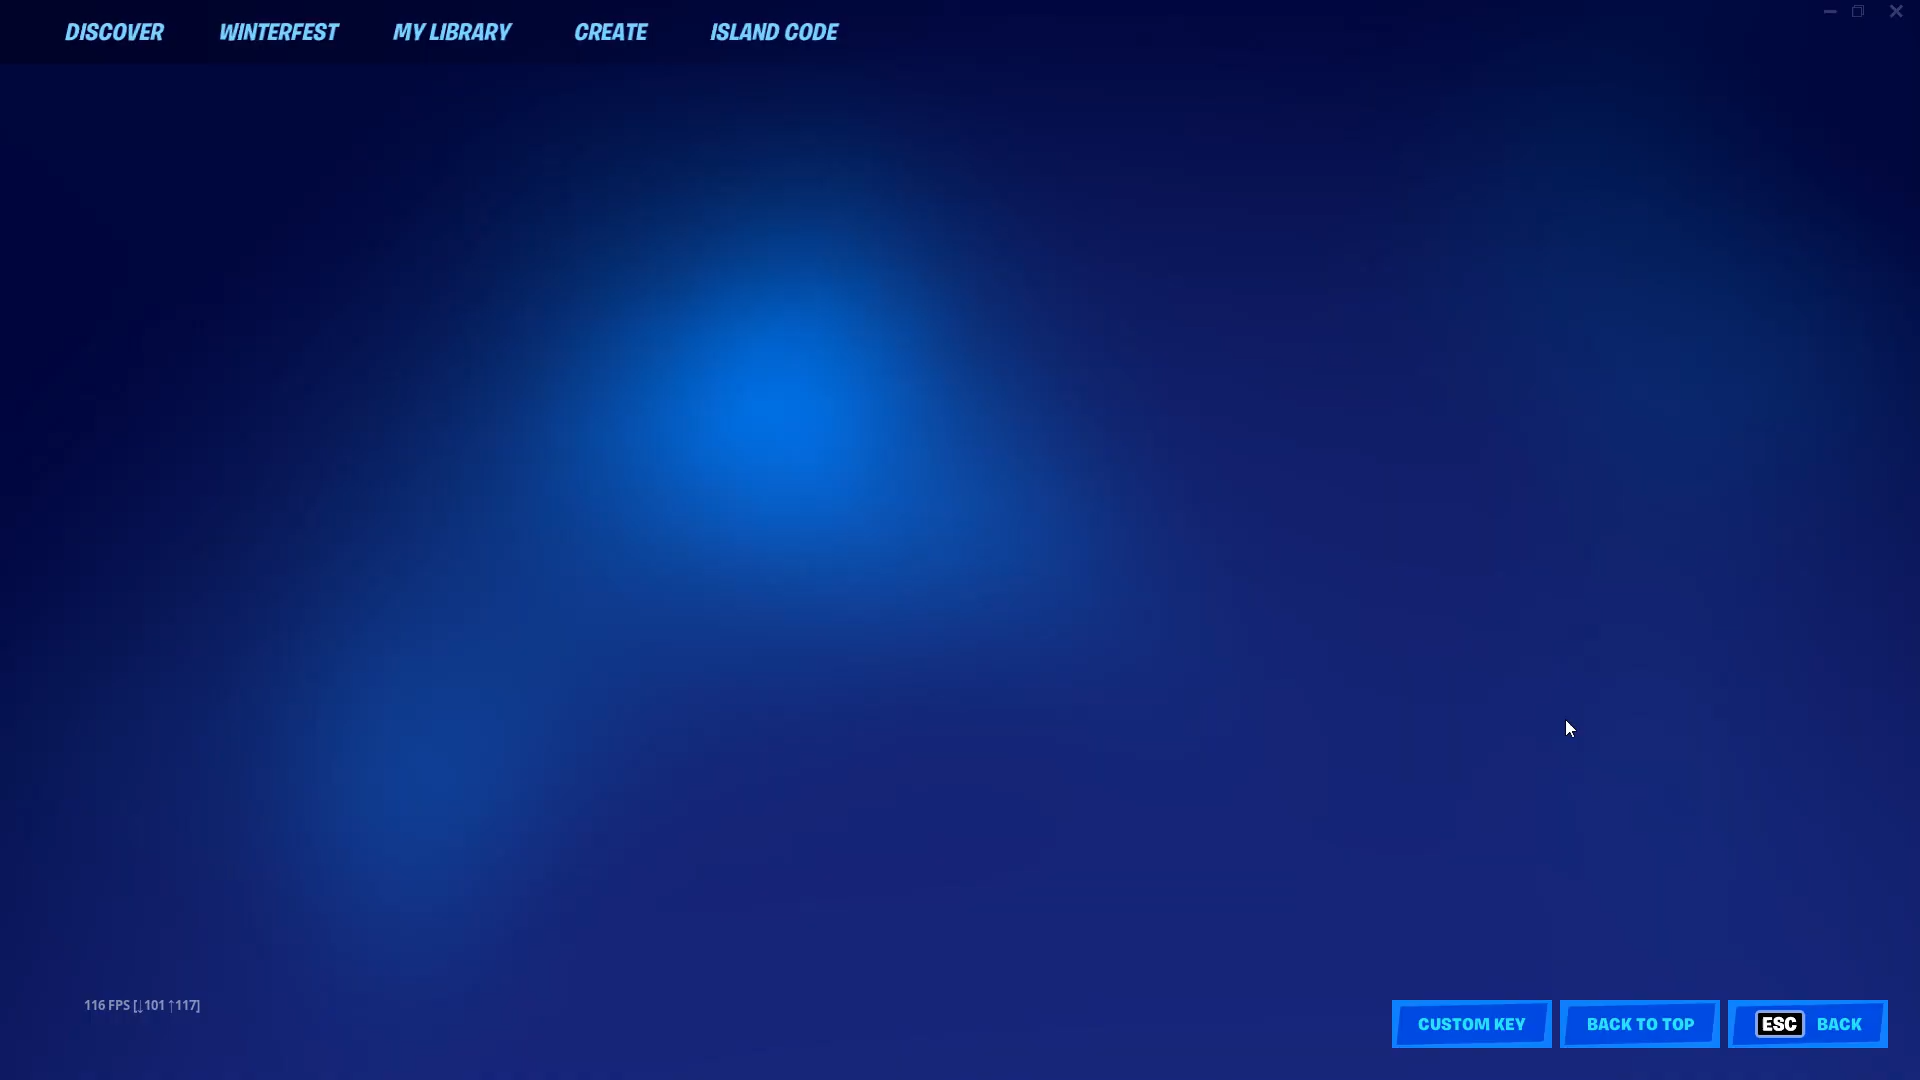 DISCOVER WINTERFEST MY LIBRARY CREATE ISLAND CODE
116 FPS [↓101 ↑117]
CUSTOM KEY BACK TO TOP ESC BACK